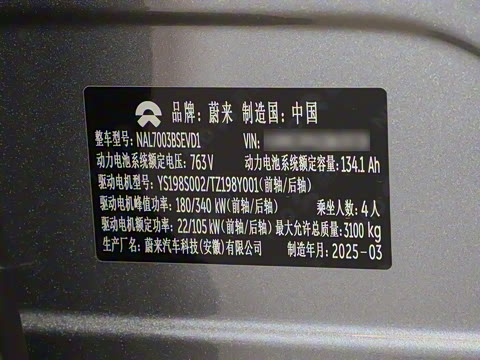 品牌：蔚来 制造国：中国
整车型号：NAL7003BSEVD1 VIN:
动力电池系统额定电压：763V 动力电池系统额定容量：134.1 Ah
驱动电机型号：YS198S002/TZ198Y001(前轴/后轴)
驱动电机峰值功率：180/340 kW(前轴/后轴) 乘坐人数：4人
驱动电机额定功率：22/105 kW(前轴/后轴) 最大允许总质量：3100 kg
生产厂名：蔚来汽车科技(安徽)有限公司 制造年月：2025-03